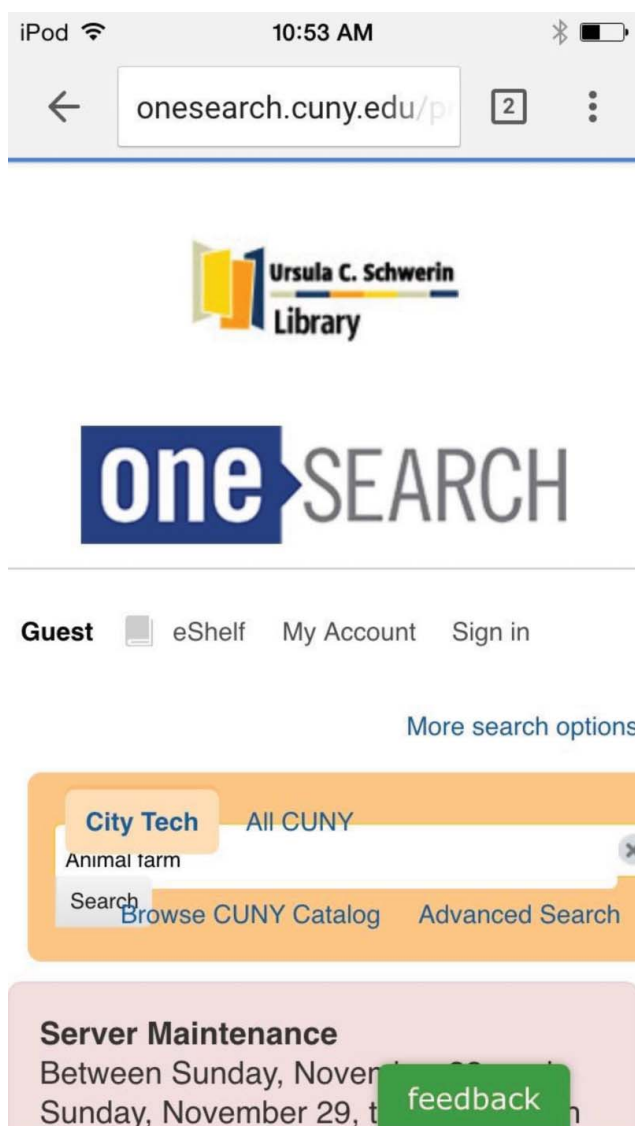 iPod 10:53 AM
onesearch.cuny.edu/p 2
Ursula C. Schwerin
Library
one SEARCH
Guest eShelf My Account Sign in
More search options
City Tech All CUNY
Animal farm
Search
Browse CUNY Catalog Advanced Search
Server Maintenance
Between Sunday, Novem
Sunday, November 29, t
feedback